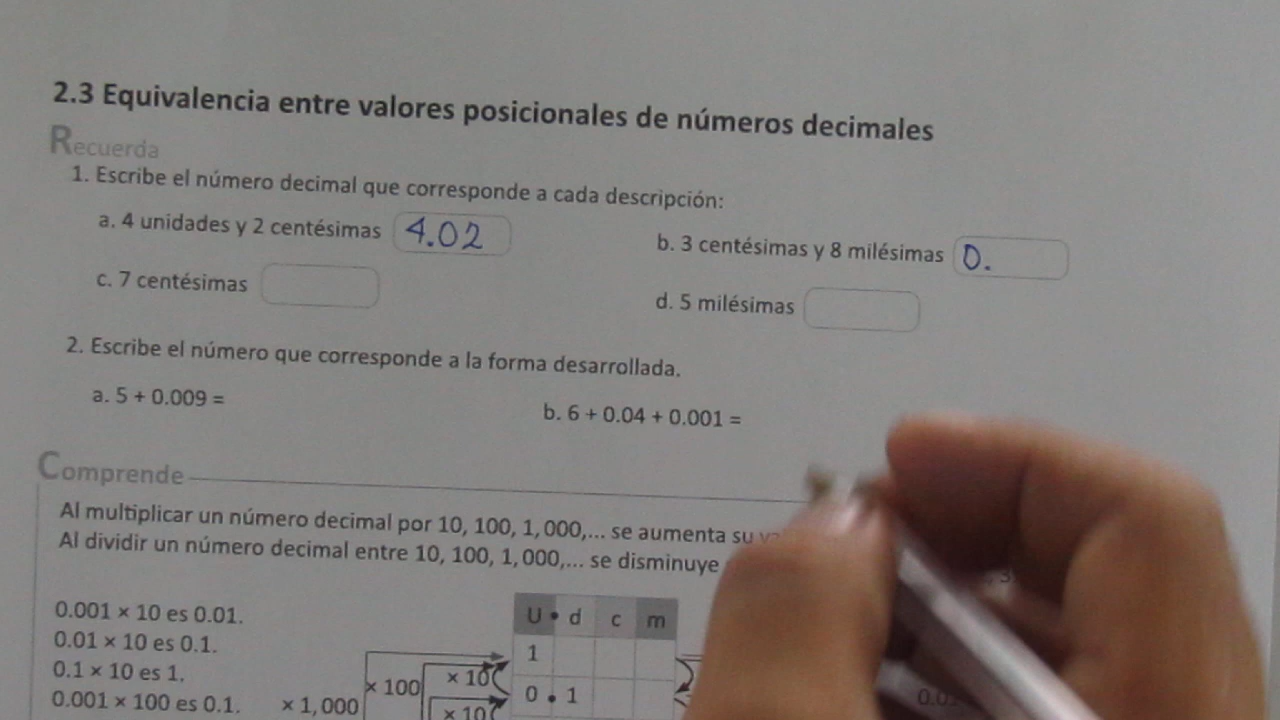 2.3 Equivalencia entre valores posicionales de números decimales
Recuerda
1. Escribe el número decimal que corresponde a cada descripción:
a. 4 unidades y 2 centésimas 4.02
b. 3 centésimas y 8 milésimas 0.
c. 7 centésimas
d. 5 milésimas
2. Escribe el número que corresponde a la forma desarrollada.
a. 5 + 0.009 =
b. 6 + 0.04 + 0.001 =
Comprende
Al multiplicar un número decimal por 10, 100, 1,000,... se aumenta su
Al dividir un número decimal entre 10, 100, 1,000,... se disminuye
0.001 × 10 es 0.01.
0.01 × 10 es 0.1.
0.1 × 10 es 1.
0.001 × 100 es 0.1.
× 1,000
× 100
× 10
× 10
U • d c m
1
0 • 1